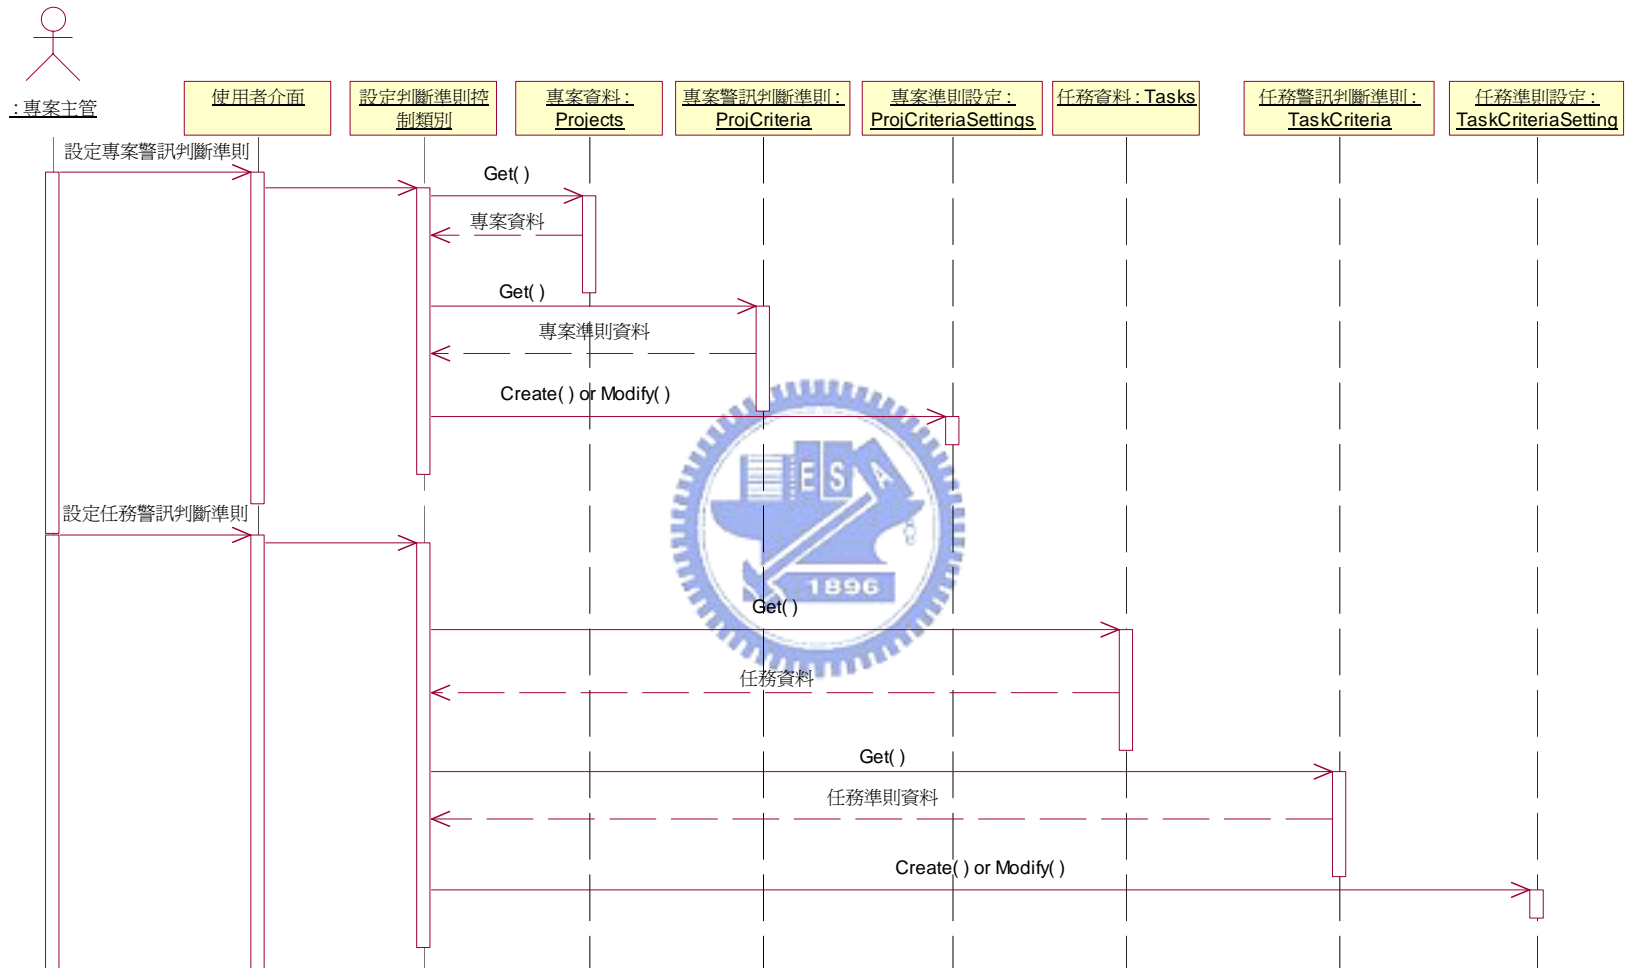 : 專案主管
使用者介面
設定判斷準則控
制類別
專案資料 :
Projects
專案警訊判斷準則 :
ProjCriteria
專案準則設定 :
ProjCriteriaSettings
任務資料 : Tasks
任務警訊判斷準則 :
TaskCriteria
任務準則設定 :
TaskCriteriaSetting
設定專案警訊判斷準則
Get( )
專案資料
Get( )
專案準則資料
Create( ) or Modify( )
E S A
設定任務警訊判斷準則
1896
Get( )
任務資料
Get( )
任務準則資料
Create( ) or Modify( )